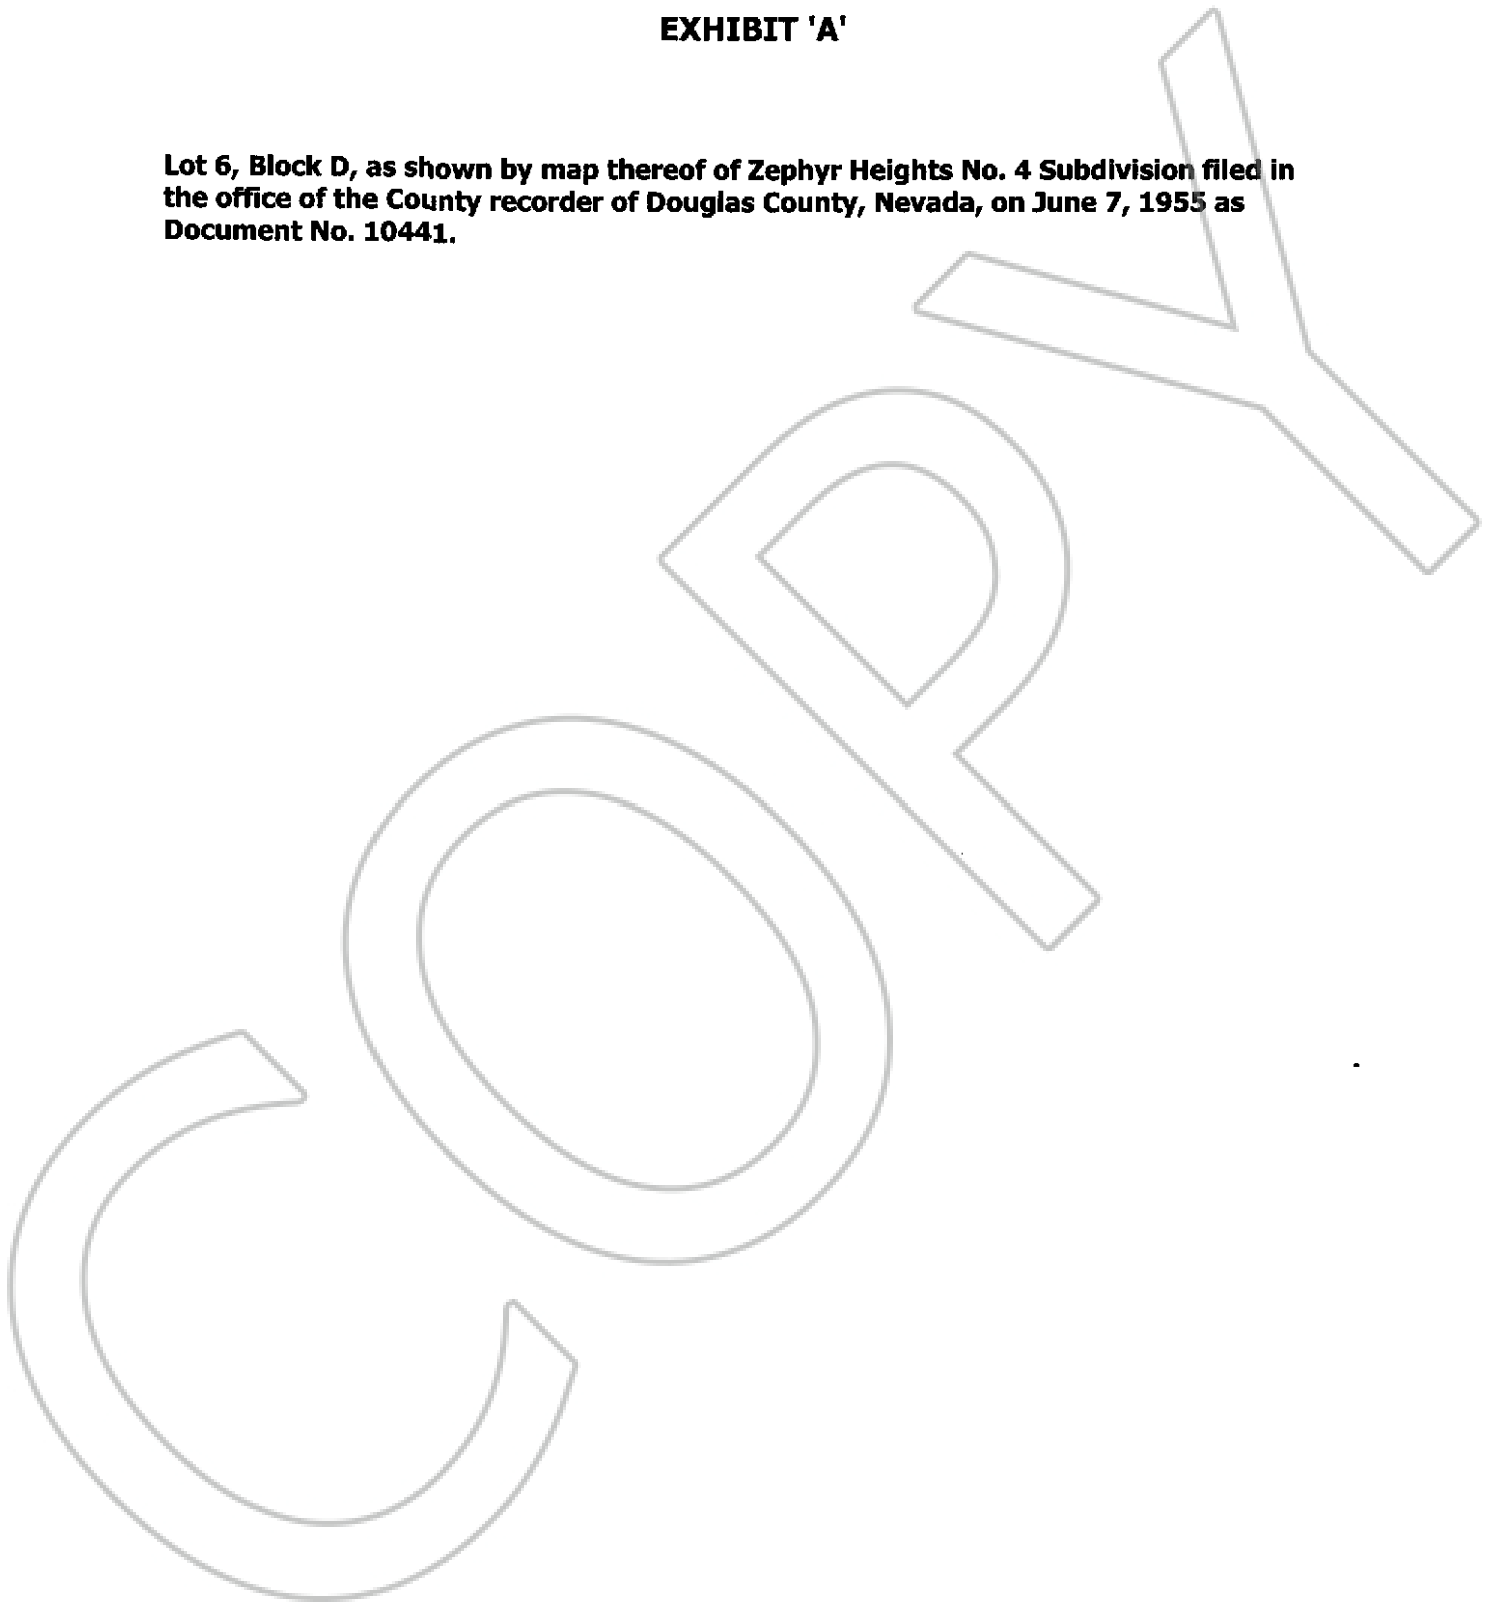 EXHIBIT 'A'
Lot 6, Block D, as shown by map thereof of Zephyr Heights No. 4 Subdivision filed in
the office of the County recorder of Douglas County, Nevada, on June 7, 1955 as
Document No. 10441.
COPY